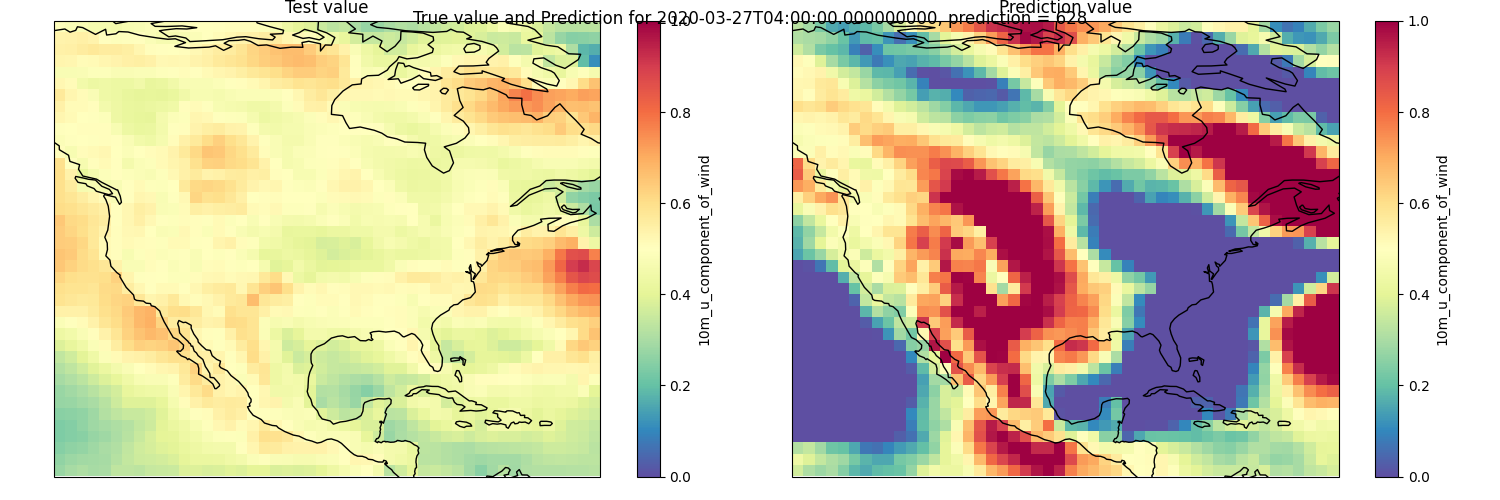 Test value
Prediction value
True value and Prediction for 2020-03-27T04:00:00.000000000, prediction = 628
1.0
0.8
0.6
0.4
0.2
0.0
10m_u_component_of_wind
1.0
0.8
0.6
0.4
0.2
0.0
10m_u_component_of_wind